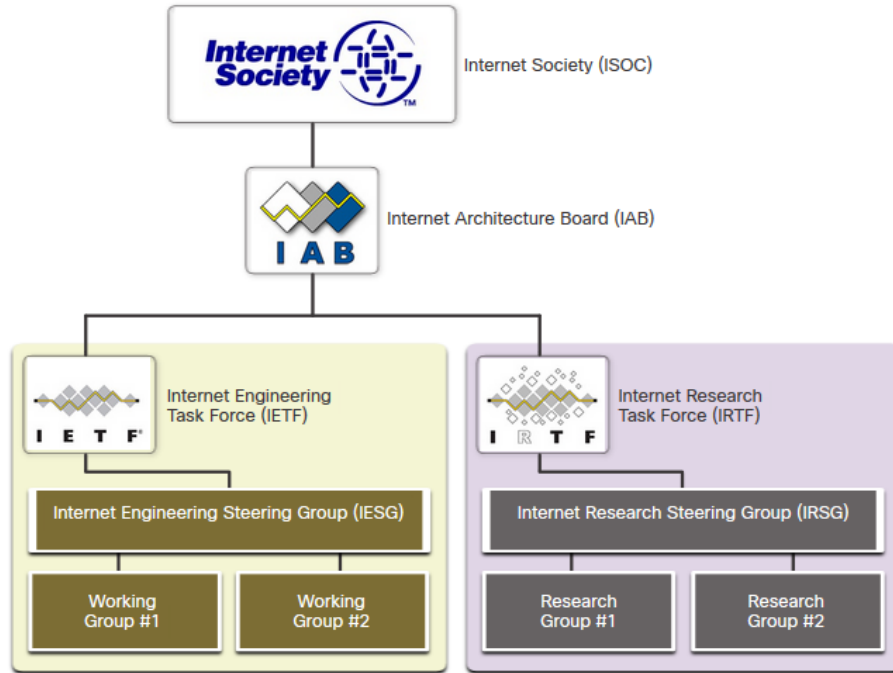 Internet
Society
TM
Internet Society (ISOC)
IAB
Internet Architecture Board (IAB)
IETF®
Internet Engineering
Task Force (IETF)
IRTF
Internet Research
Task Force (IRTF)
Internet Engineering Steering Group (IESG)
Internet Research Steering Group (IRSG)
Working
Group #1
Working
Group #2
Research
Group #1
Research
Group #2